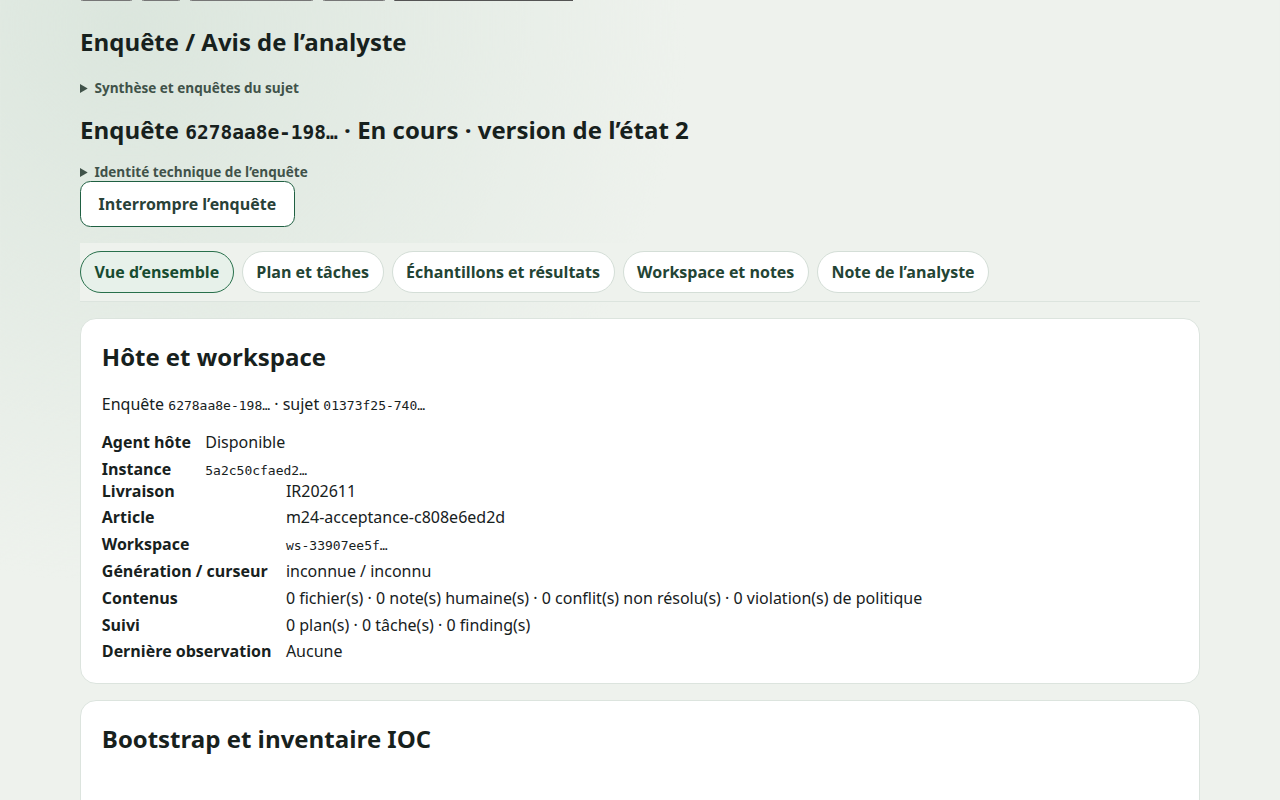 Enquête / Avis de l’analyste
Synthèse et enquêtes du sujet
Enquête 6278aa8e-198… · En cours · version de l’état 2
Identité technique de l’enquête
Interrompre l’enquête
Vue d’ensemble Plan et tâches Échantillons et résultats Workspace et notes Note de l’analyste
Hôte et workspace
Enquête 6278aa8e-198… · sujet 01373f25-740…
Agent hôte Disponible
Instance 5a2c50cfaed2…
Livraison IR202611
Article m24-acceptance-c808e6ed2d
Workspace ws-33907ee5f…
Génération / curseur inconnue / inconnu
Contenus 0 fichier(s) · 0 note(s) humaine(s) · 0 conflit(s) non résolu(s) · 0 violation(s) de politique
Suivi 0 plan(s) · 0 tâche(s) · 0 finding(s)
Dernière observation Aucune
Bootstrap et inventaire IOC